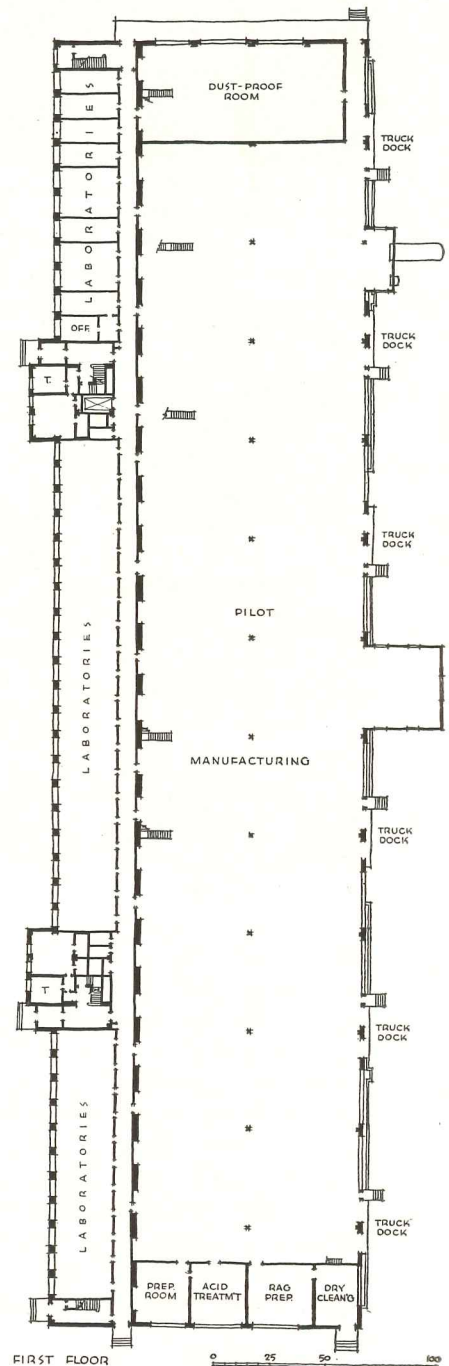 DUST-PROOF
ROOM
LABORATORIES
TRUCK
DOCK
OFF.
TRUCK
DOCK
T.
TRUCK
DOCK
PILOT
LABORATORIES
MANUFACTURING
TRUCK
DOCK
T.
TRUCK
DOCK
LABORATORIES
TRUCK
DOCK
PREP.
ROOM
ACID
TREATM'T
RAG
PREP.
DRY
CLEAN'G
FIRST FLOOR
0 25 50 100